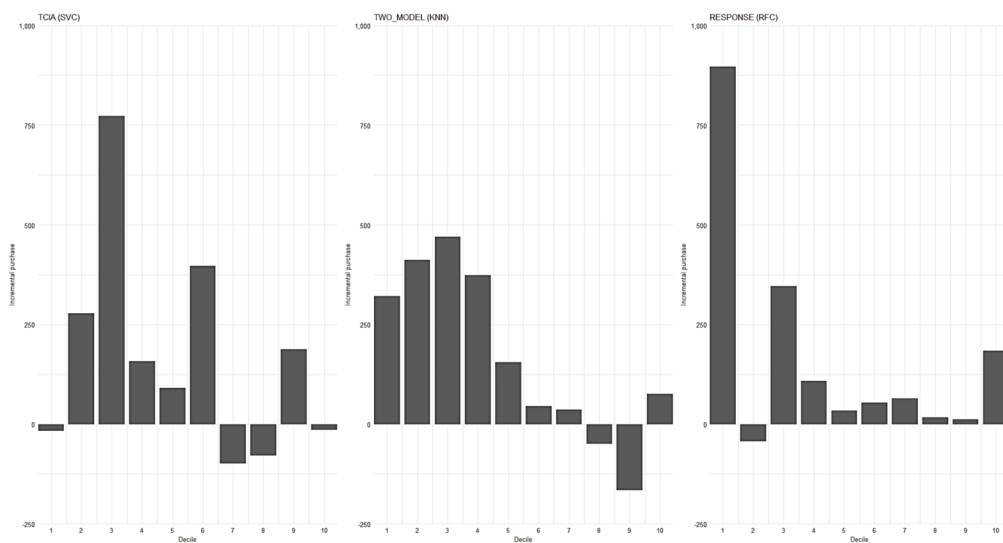 TCIA (SVC)
1,000
750
500
250
0
-250
Incremental purchase
1 2 3 4 5 6 7 8 9 10
Decile
TWO_MODEL (KNN)
1,000
750
500
250
0
-250
Incremental purchase
1 2 3 4 5 6 7 8 9 10
Decile
RESPONSE (RFC)
1,000
750
500
250
0
-250
Incremental purchase
1 2 3 4 5 6 7 8 9 10
Decile